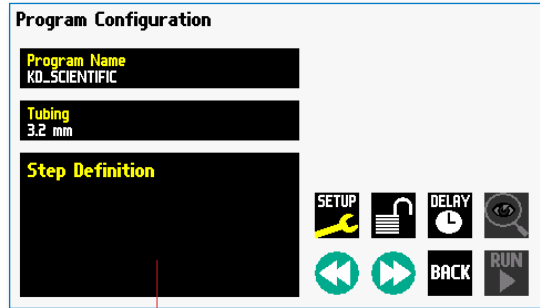 Program Configuration
Program Name
KD_SCIENTIFIC
Tubing
3.2 mm
Step Definition
SETUP
DELAY
BACK
RUN